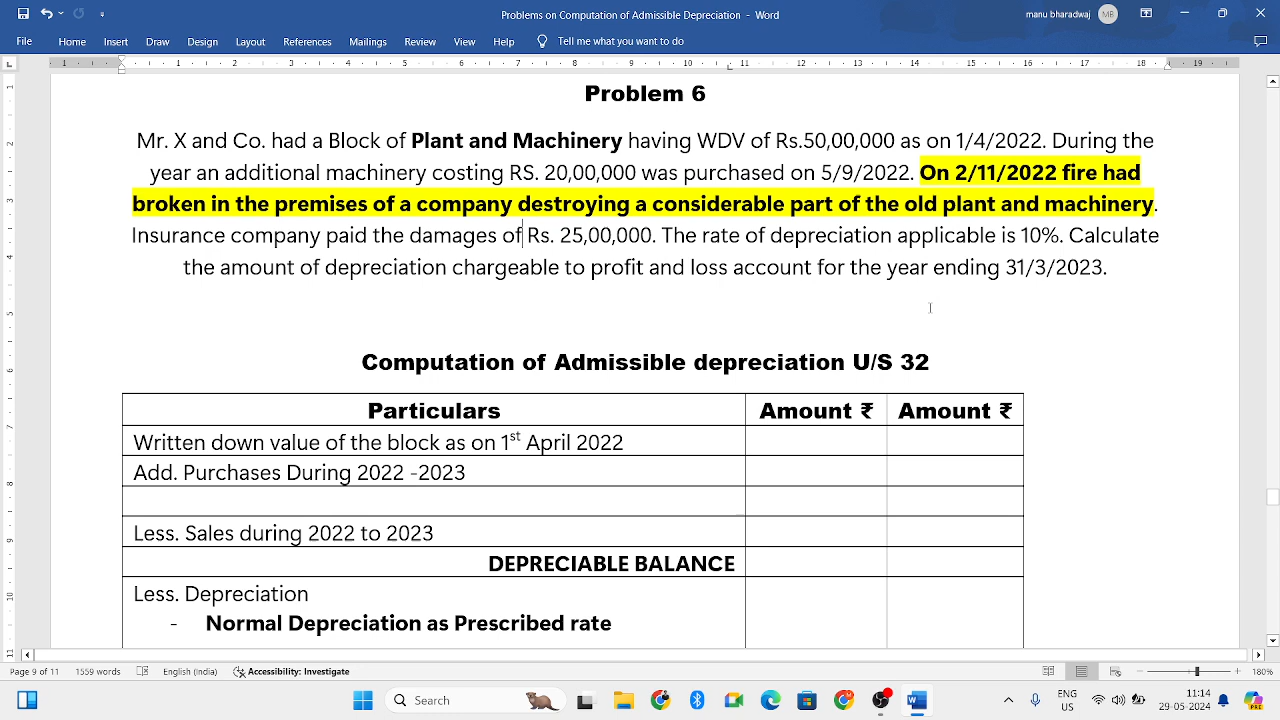 Problems on Computation of Admissible Depreciation - Word
manu bharadwaj
MB
File Home Insert Draw Design Layout References Mailings Review View Help Tell me what you want to do
Problem 6
Mr. X and Co. had a Block of Plant and Machinery having WDV of Rs.50,00,000 as on 1/4/2022. During the
year an additional machinery costing RS. 20,00,000 was purchased on 5/9/2022. On 2/11/2022 fire had
broken in the premises of a company destroying a considerable part of the old plant and machinery.
Insurance company paid the damages of Rs. 25,00,000. The rate of depreciation applicable is 10%. Calculate
the amount of depreciation chargeable to profit and loss account for the year ending 31/3/2023.
Computation of Admissible depreciation U/S 32
Particulars Amount ₹ Amount ₹
Written down value of the block as on 1st April 2022
Add. Purchases During 2022 -2023
Less. Sales during 2022 to 2023
DEPRECIABLE BALANCE
Less. Depreciation
- Normal Depreciation as Prescribed rate
Page 9 of 11 1559 words English (India) Accessibility: Investigate 180%
Search ENG IN 11:14 29-05-2024